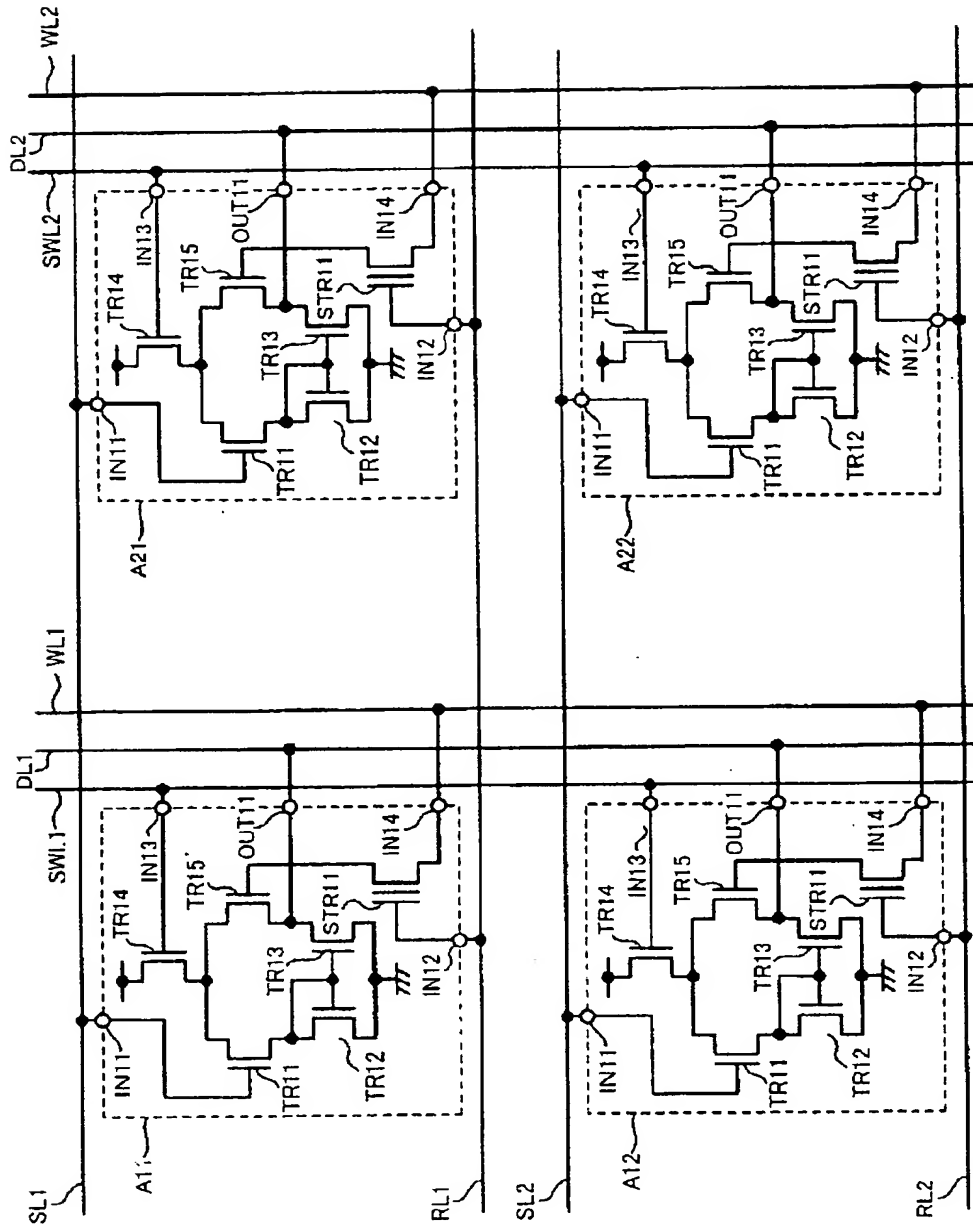 SWL1
DL1
WL1
SWL2
DL2
WL2
SL1
A11
IN11
TR14
IN13
TR11
TR15
OUT11
TR13
STR11
TR12
IN14
IN12
RL1
A21
IN11
TR14
IN13
TR11
TR15
OUT11
TR13
STR11
TR12
IN14
IN12
SL2
A12
IN11
TR14
IN13
TR11
TR15
OUT11
TR13
STR11
TR12
IN14
IN12
RL2
A22
IN11
TR14
IN13
TR11
TR15
OUT11
TR13
STR11
TR12
IN14
IN12